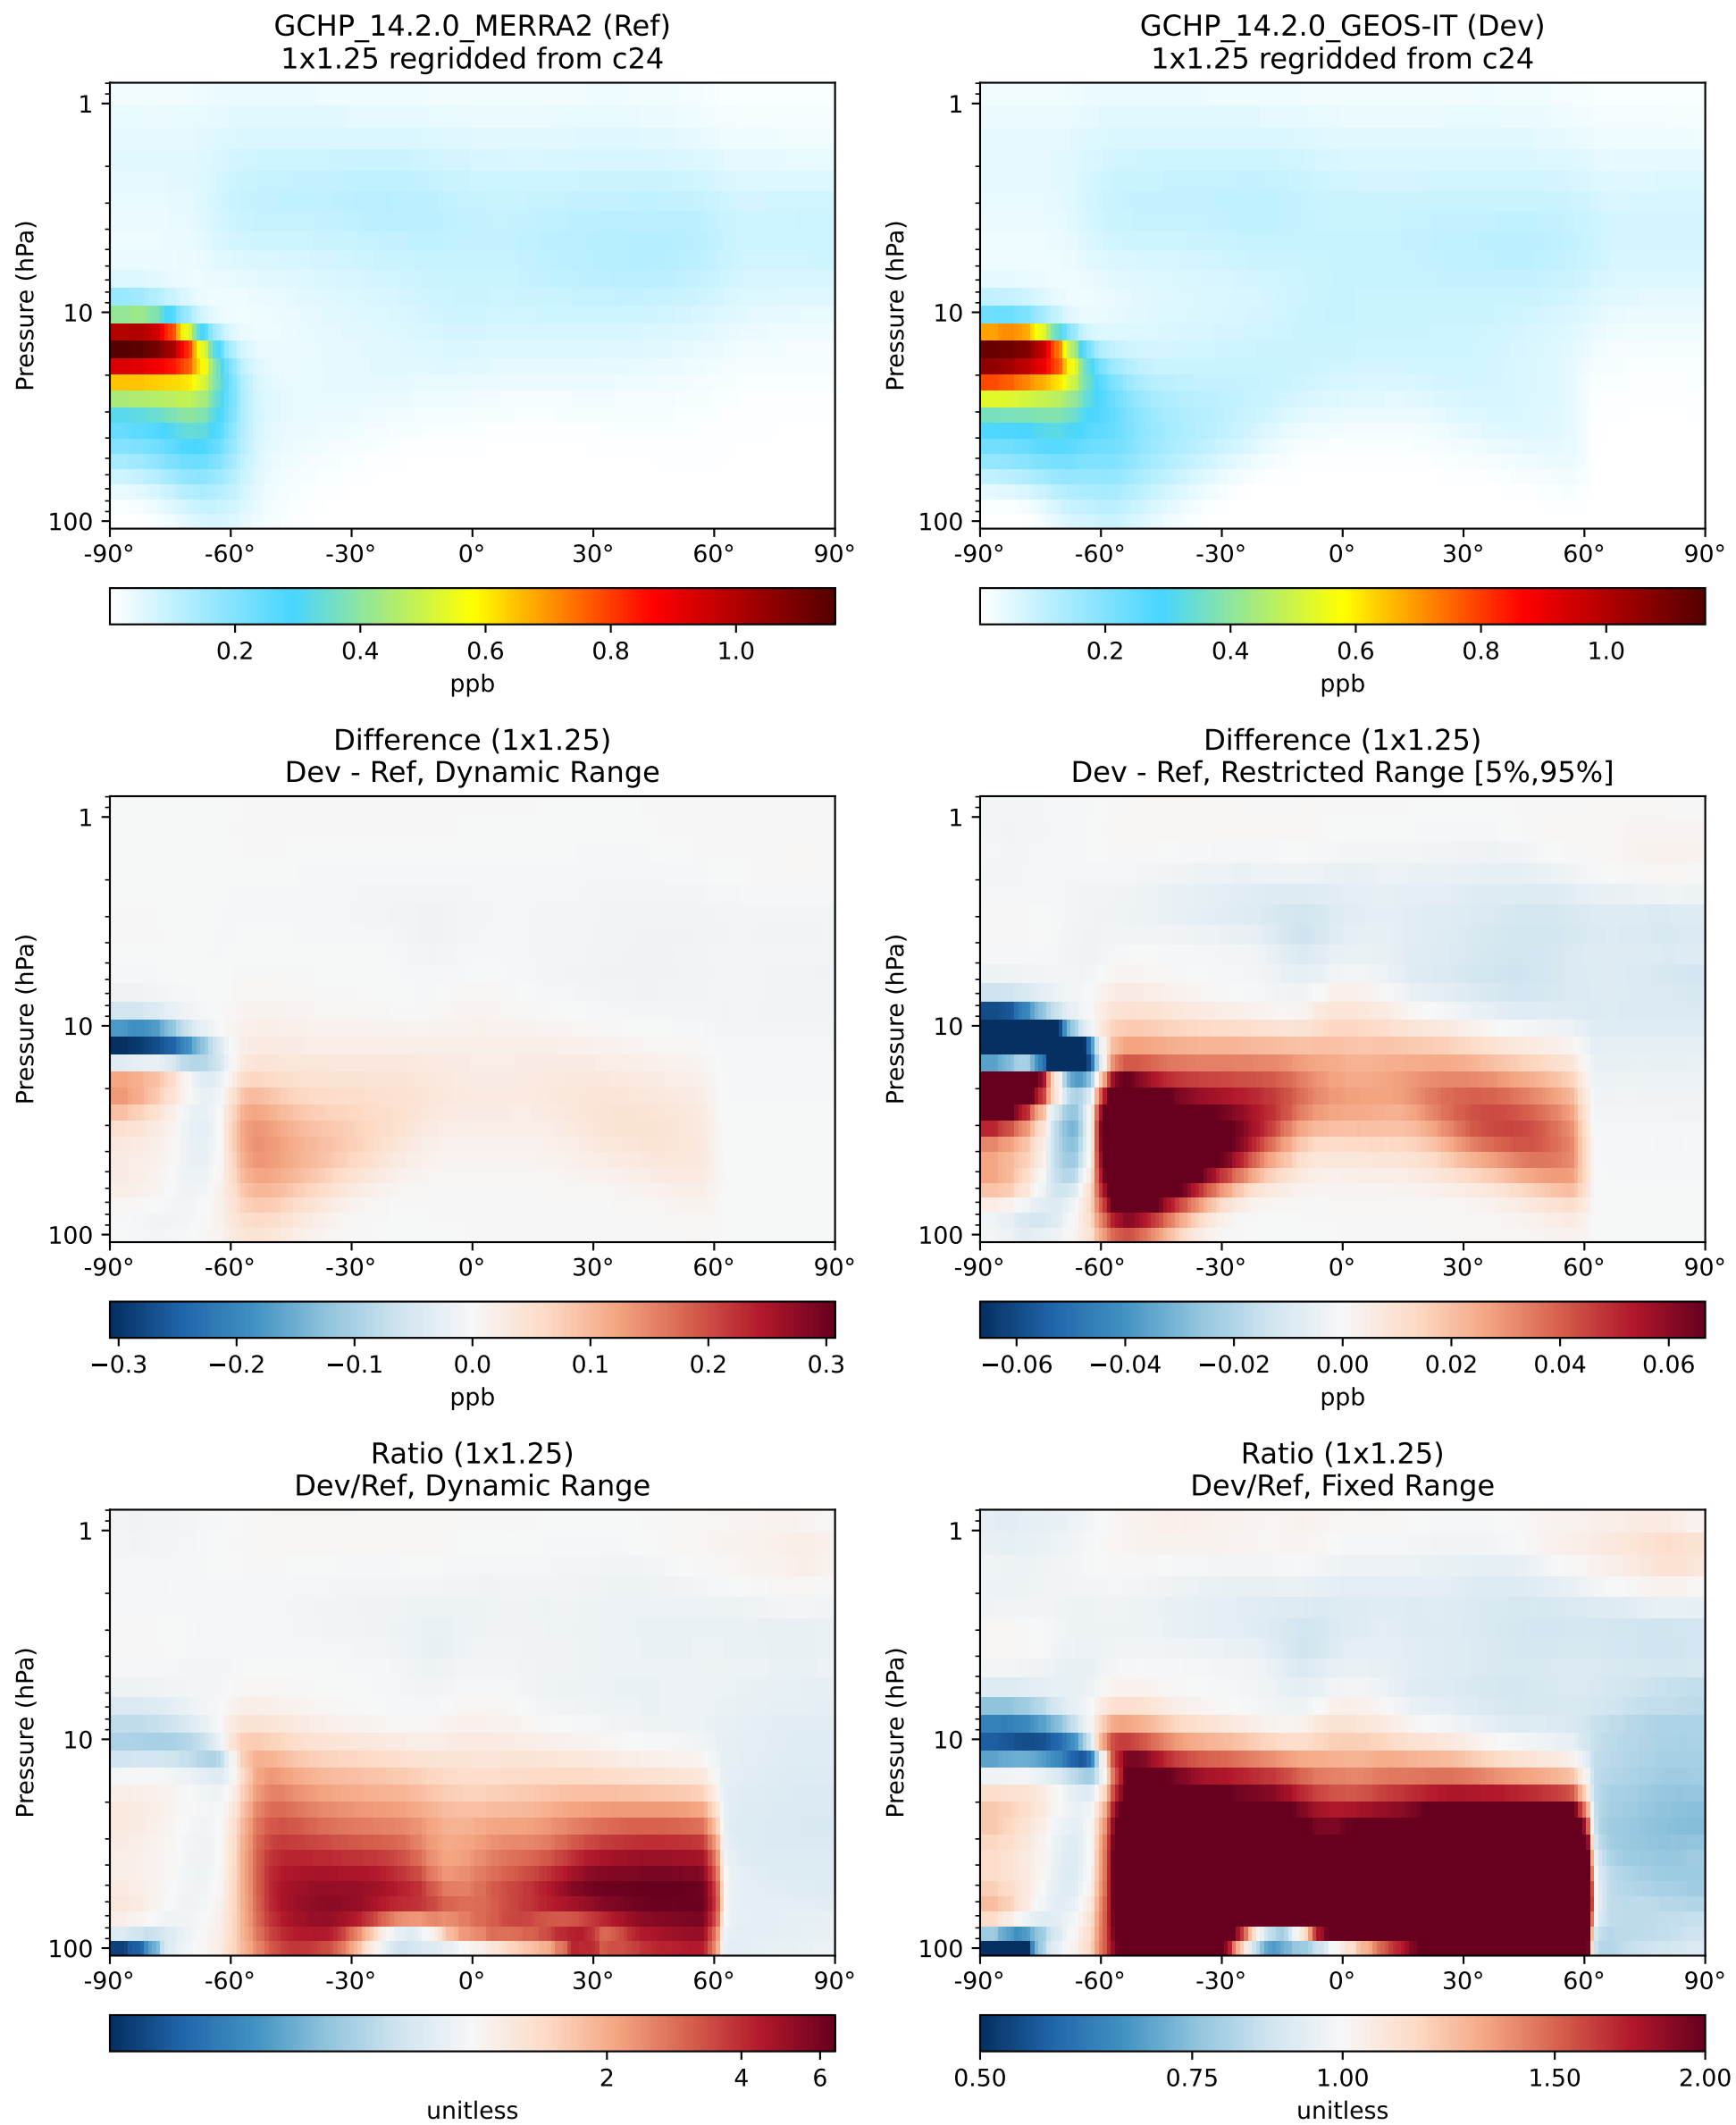 GCHP_14.2.0_MERRA2 (Ref)
1x1.25 regridded from c24
Pressure (hPa)
1
10
100
-90° -60° -30° 0° 30° 60° 90°
0.2 0.4 0.6 0.8 1.0
ppb
GCHP_14.2.0_GEOS-IT (Dev)
1x1.25 regridded from c24
Pressure (hPa)
1
10
100
-90° -60° -30° 0° 30° 60° 90°
0.2 0.4 0.6 0.8 1.0
ppb
Difference (1x1.25)
Dev - Ref, Dynamic Range
Pressure (hPa)
1
10
100
-90° -60° -30° 0° 30° 60° 90°
−0.3 −0.2 −0.1 0.0 0.1 0.2 0.3
ppb
Difference (1x1.25)
Dev - Ref, Restricted Range [5%,95%]
Pressure (hPa)
1
10
100
-90° -60° -30° 0° 30° 60° 90°
−0.06 −0.04 −0.02 0.00 0.02 0.04 0.06
ppb
Ratio (1x1.25)
Dev/Ref, Dynamic Range
Pressure (hPa)
1
10
100
-90° -60° -30° 0° 30° 60° 90°
2 4 6
unitless
Ratio (1x1.25)
Dev/Ref, Fixed Range
Pressure (hPa)
1
10
100
-90° -60° -30° 0° 30° 60° 90°
0.50 0.75 1.00 1.50 2.00
unitless